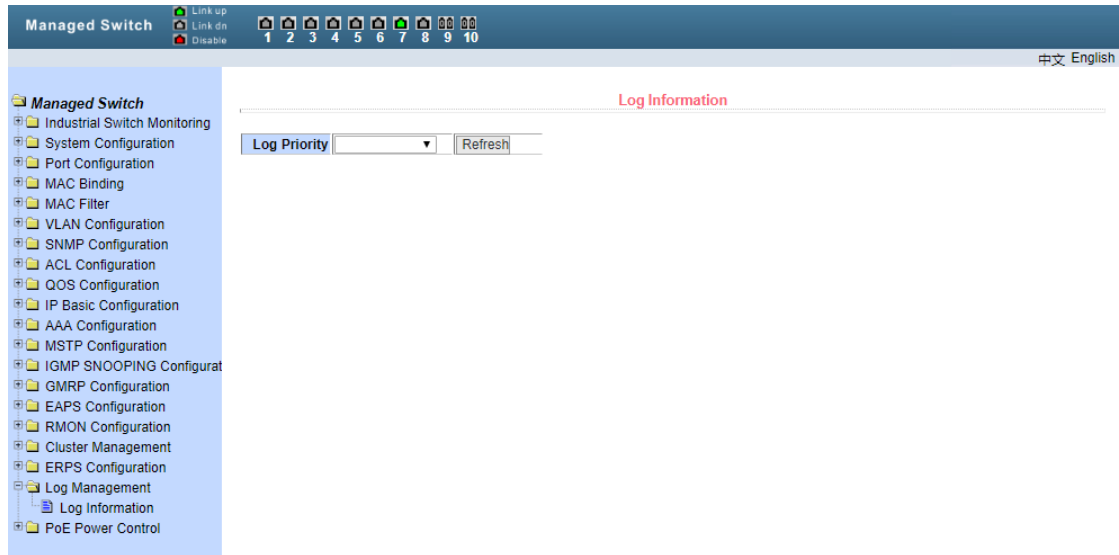 Managed Switch
Link up
Link dn
Disable
1 2 3 4 5 6 7 8 9 10
中文 English
Managed Switch
Industrial Switch Monitoring
System Configuration
Port Configuration
MAC Binding
MAC Filter
VLAN Configuration
SNMP Configuration
ACL Configuration
QOS Configuration
IP Basic Configuration
AAA Configuration
MSTP Configuration
IGMP SNOOPING Configurat
GMRP Configuration
EAPS Configuration
RMON Configuration
Cluster Management
ERPS Configuration
Log Management
Log Information
PoE Power Control
Log Information
Log Priority
Refresh